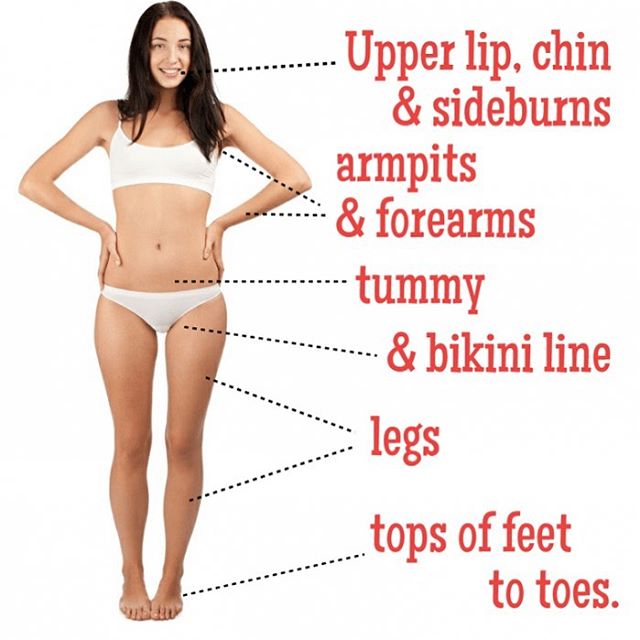 Upper lip, chin
& sideburns
armpits
& forearms
tummy
& bikini line
legs
tops of feet
to toes.